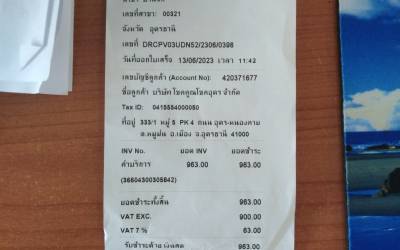 เลขที่สาขา: 00321
จังหวัด อุดรธานี
เลขที่ DRCPV03UDN52/2306/0398
วันที่ออกใบเสร็จ 13/06/2023 เวลา 11:42
เลขบัญชีลูกค้า (Account No): 420371677
ชื่อลูกค้า บริษัทโชคคูณโชคอุดร จำกัด
Tax ID: 0415554000050
ที่อยู่ 333/1 หมู่ 5 PK 4 ถนน อุดร-หนองคาย
ต.หมูม่น อ.เมือง จ.อุดรธานี 41000
INV No. ยอด INV ยอดชำระ
ค่าบริการ 963.00 963.00
(36604300305842)
ยอดชำระทั้งสิ้น 963.00
VAT EXC. 900.00
VAT 7 % 63.00
รับชำระด้วย เงินสด 963.00